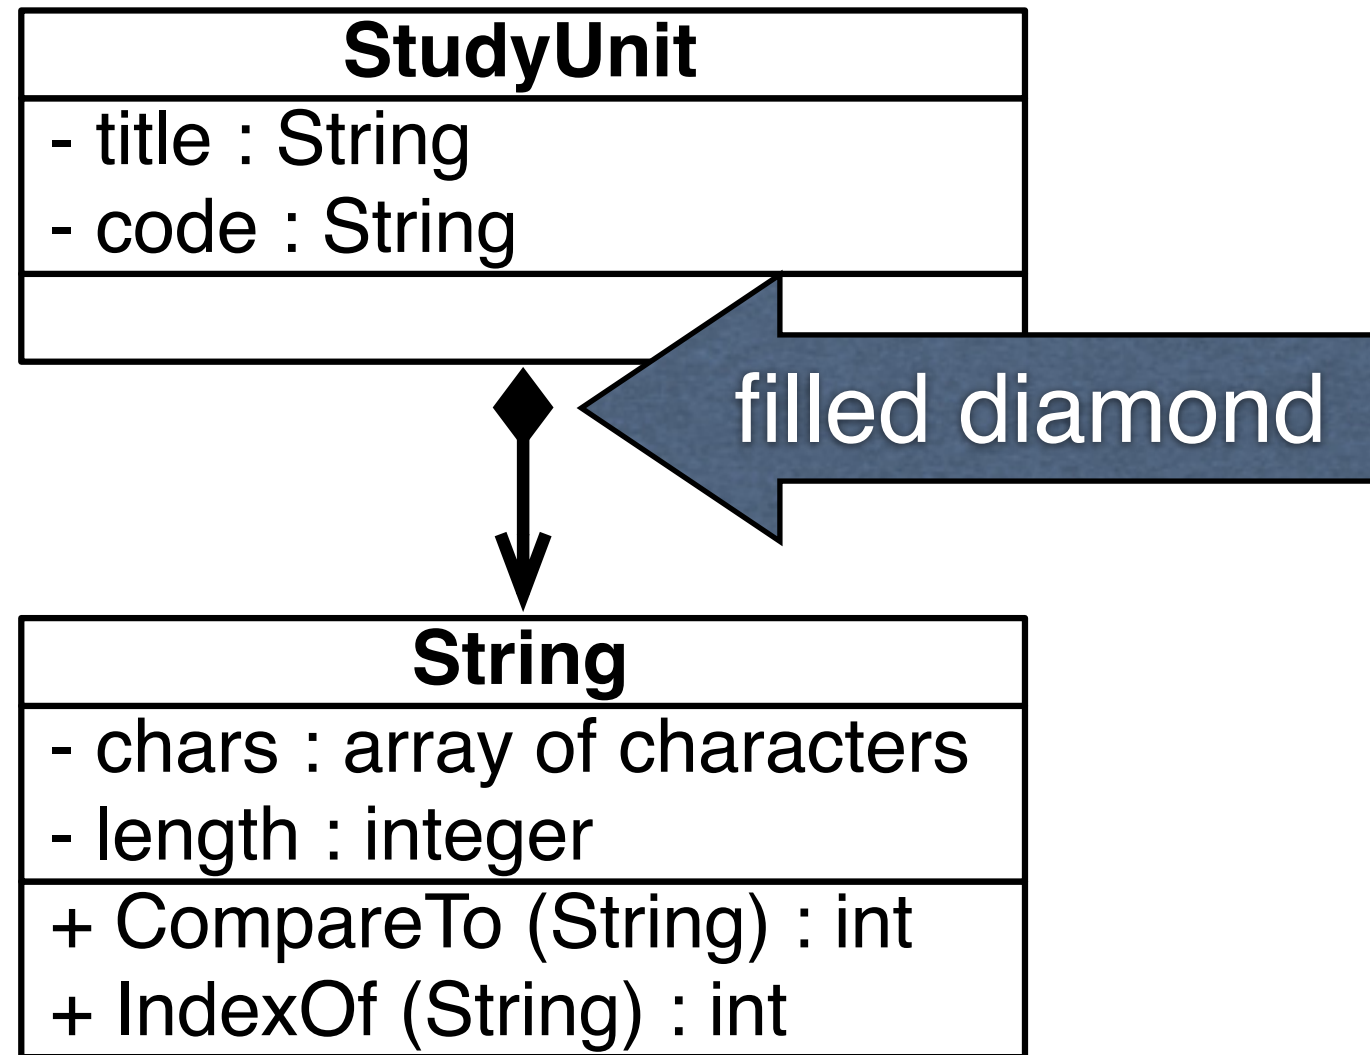 StudyUnit
- title : String
- code : String
filled diamond
String
- chars : array of characters
- length : integer
+ CompareTo (String) : int
+ IndexOf (String) : int